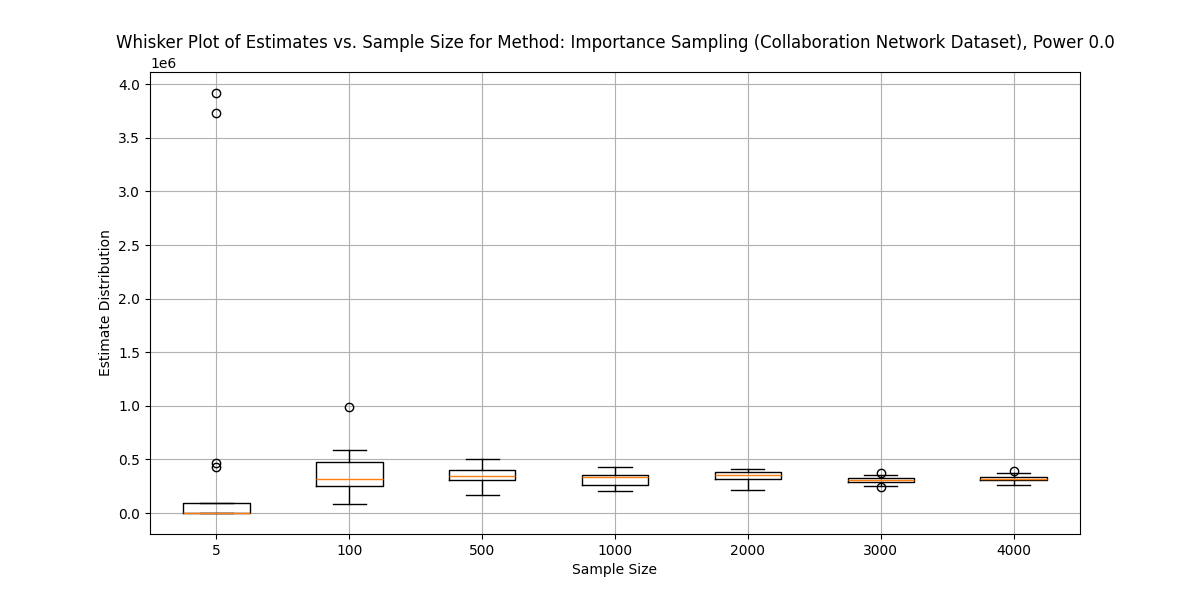 Whisker Plot of Estimates vs. Sample Size for Method: Importance Sampling (Collaboration Network Dataset), Power 0.0
1e6
4.0
3.5
3.0
2.5
2.0
1.5
1.0
0.5
0.0
Estimate Distribution
5 100 500 1000 2000 3000 4000
Sample Size